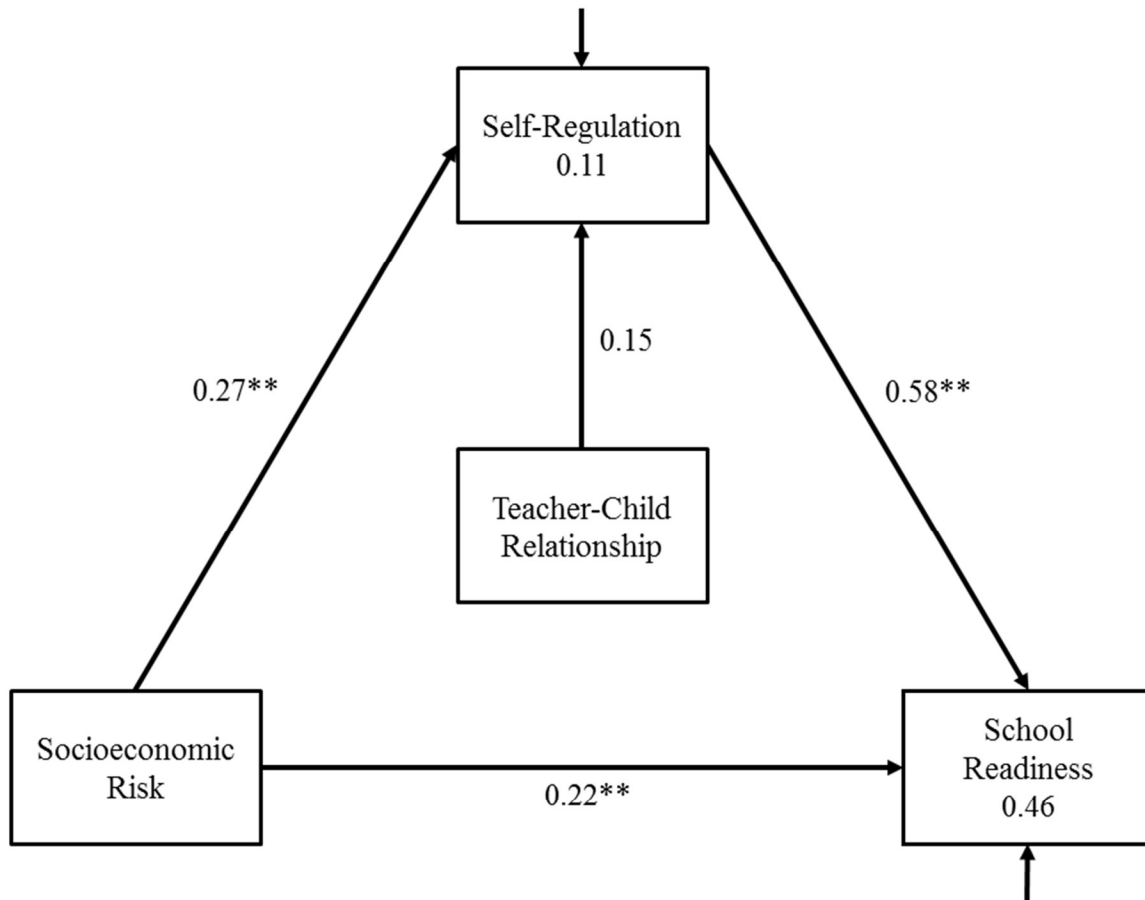 Self-Regulation
0.11
0.15
0.27**
0.58**
Teacher-Child
Relationship
Socioeconomic
Risk
0.22**
School
Readiness
0.46